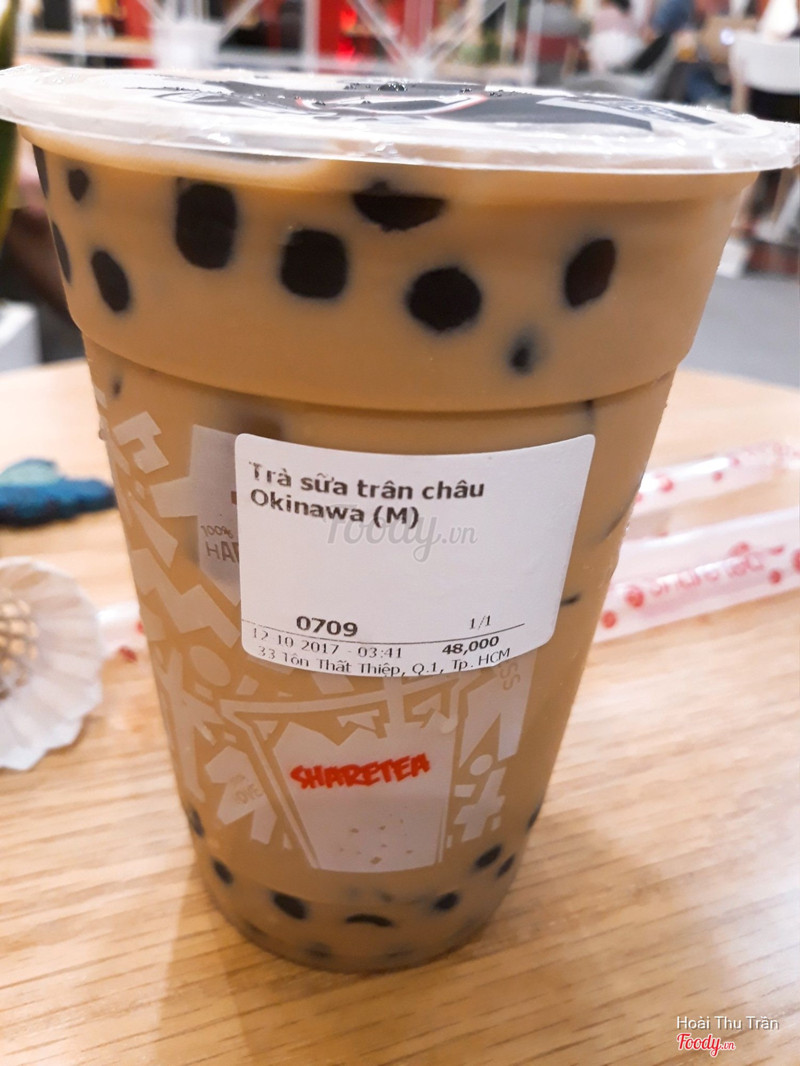 Trà sữa trân châu
Okinawa (M)
foody.vn
100%
0709
1/1
12-10-2017 - 03:41
48,000
33 Tôn Thất Thiệp, Q.1, Tp. HCM
SHARETEA
Hoài Thu Trần
Foody.vn